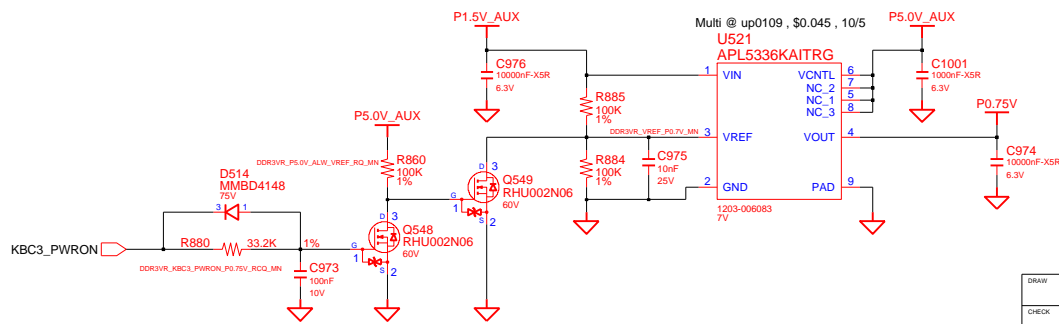 P1.5V_AUX
Multi @ up0109 , $0.045 , 10/5
P5.0V_AUX
U521
APL5336KAITRG
C976
10000nF-X5R
6.3V
1 VIN
VCNTL 6
NC_2 7
NC_1 5
NC_3 8
C1001
10000nF-X5R
6.3V
R885
100K
1%
P5.0V_AUX
P0.75V
DDR3VR_VREF_P0.7V_MN
3 VREF
VOUT 4
DDR3VR_P5.0V_ALW_VREF_RQ_MN
R860
100K
1%
D 3
Q549
RHU002N06
60V
G 1
S 2
R884
100K
1%
C975
10nF
25V
2 GND
PAD 9
1203-006083
7V
C974
10000nF-X5R
6.3V
D514
MMBD4148
75V
3 1
KBC3_PWRON
R880 33.2K 1%
DDR3VR_KBC3_PWRON_P0.75V_RCQ_MN
D 3
Q548
RHU002N06
60V
G 1
S 2
C973
100nF
10V
DRAW
CHECK